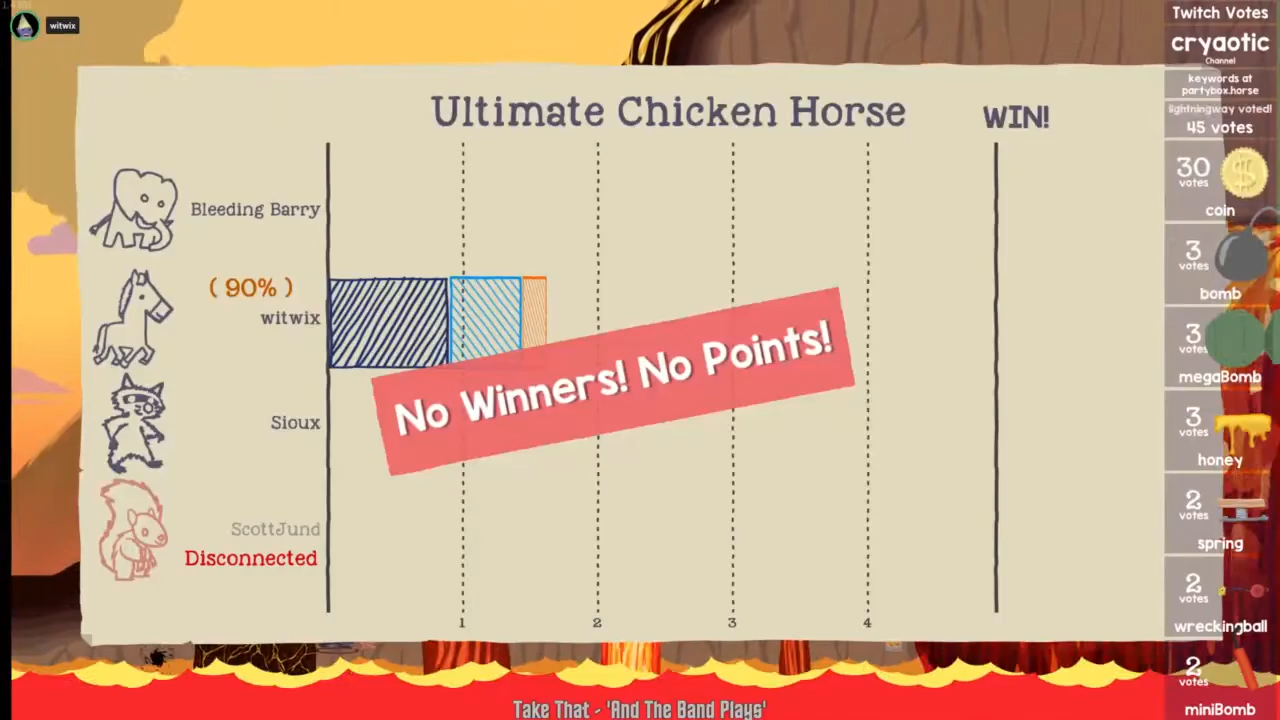 witwix
Ultimate Chicken Horse
WIN!
Bleeding Barry
( 90% )
witwix
Sioux
ScottJund
Disconnected
No Winners! No Points!
1
2
3
4
Twitch Votes
cryaotic
Channel
keywords at
partybox.horse
lightningway voted!
45 votes
30
votes
coin
3
votes
bomb
3
votes
megaBomb
3
votes
honey
2
votes
spring
2
votes
wreckingball
2
votes
miniBomb
Take That - 'And The Band Plays'